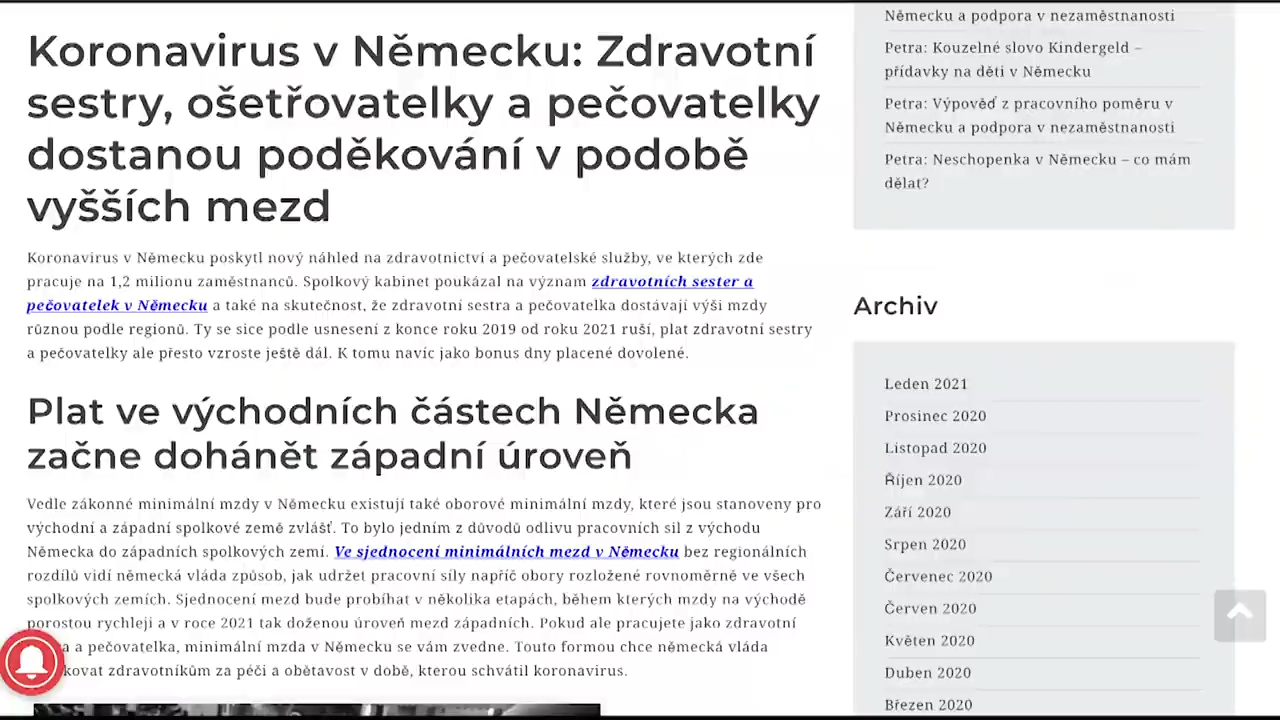 Koronavirus v Německu: Zdravotní
sestry, ošetřovatelky a pečovatelky
dostanou poděkování v podobě
vyšších mezd
Koronavirus v Německu poskytl nový náhled na zdravotnictví a pečovatelské služby, ve kterých zde
pracuje na 1,2 milionu zaměstnanců. Spolkový kabinet poukázal na význam zdravotních sester a
pečovatelek v Německu a také na skutečnost, že zdravotní sestra a pečovatelka dostávají výši mzdy
různou podle regionů. Ty se sice podle usnesení z konce roku 2019 od roku 2021 ruší, plat zdravotní sestry
a pečovatelky ale přesto vzroste ještě dál. K tomu navíc jako bonus dny placené dovolené.
Plat ve východních částech Německa
začne dohánět západní úroveň
Vedle zákonné minimální mzdy v Německu existují také oborové minimální mzdy, které jsou stanoveny pro
východní a západní spolkové země zvlášť. To bylo jedním z důvodů odlivu pracovních sil z východu
Německa do západních spolkových zemí. Ve sjednocení minimálních mezd v Německu bez regionálních
rozdílů vidí německá vláda způsob, jak udržet pracovní síly napříč obory rozložené rovnoměrně ve všech
spolkových zemích. Sjednocení mezd bude probíhat v několika etapách, během kterých mzdy na východě
porostou rychleji a v roce 2021 tak doženou úroveň mezd západních. Pokud ale pracujete jako zdravotní
a a pečovatelka, minimální mzda v Německu se vám zvedne. Touto formou chce německá vláda
kovat zdravotníkům za péči a obětavost v době, kterou schvátil koronavirus.
Německu a podpora v nezaměstnanosti
Petra: Kouzelné slovo Kindergeld –
přídavky na děti v Německu
Petra: Výpověď z pracovního poměru v
Německu a podpora v nezaměstnanosti
Petra: Neschopenka v Německu – co mám
dělat?
Archiv
Leden 2021
Prosinec 2020
Listopad 2020
Říjen 2020
Září 2020
Srpen 2020
Červenec 2020
Červen 2020
Květen 2020
Duben 2020
Březen 2020